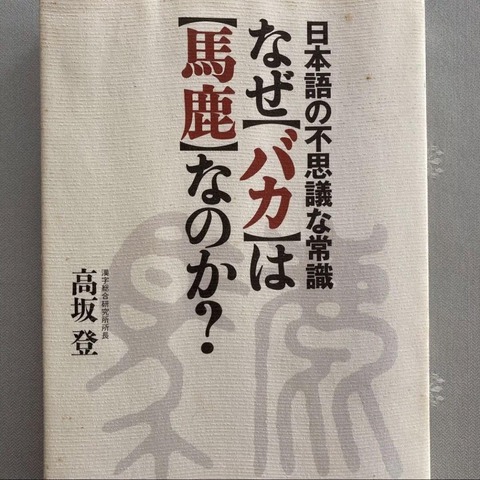 日本語の不思議な常識
なぜ【バカ】は
【馬鹿】なのか?
漢字総合研究所所長
高坂登